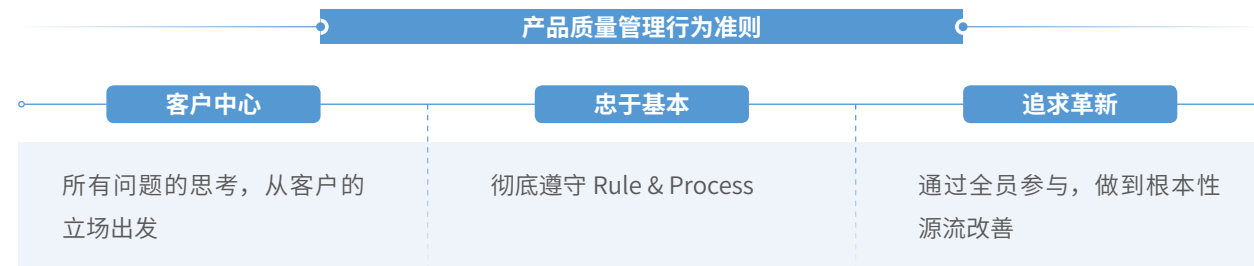 产品质量管理行为准则
客户中心
忠于基本
追求革新
所有问题的思考，从客户的
立场出发
彻底遵守 Rule & Process
通过全员参与，做到根本性
源流改善